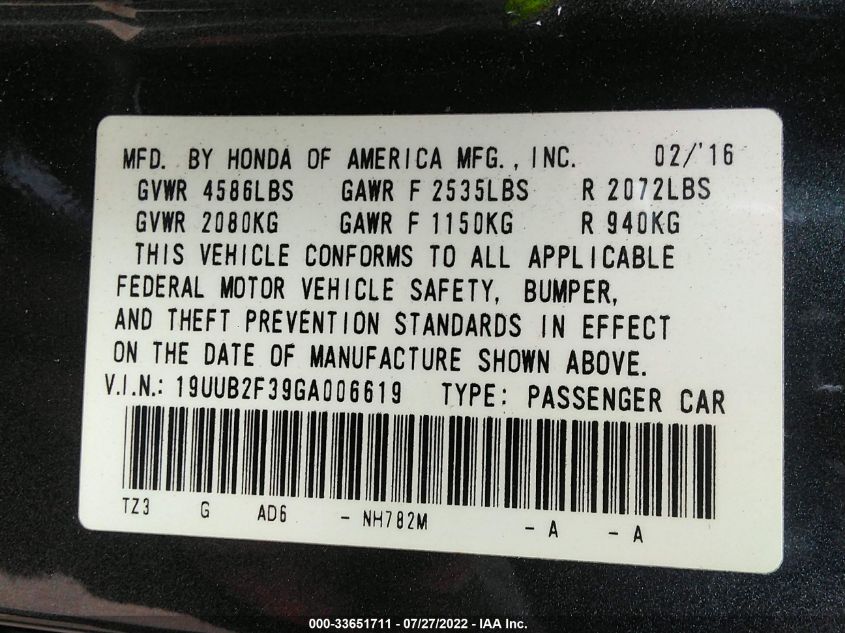 MFD. BY HONDA OF AMERICA MFG., INC. 02/'16
GVWR 4586LBS GAWR F 2535LBS R 2072LBS
GVWR 2080KG GAWR F 1150KG R 940KG
THIS VEHICLE CONFORMS TO ALL APPLICABLE
FEDERAL MOTOR VEHICLE SAFETY, BUMPER,
AND THEFT PREVENTION STANDARDS IN EFFECT
ON THE DATE OF MANUFACTURE SHOWN ABOVE.
V.I.N.: 19UUB2F39GA006619 TYPE: PASSENGER CAR
TZ3 G AD6 - NH782M - A - A
000-33651711 - 07/27/2022 - IAA Inc.